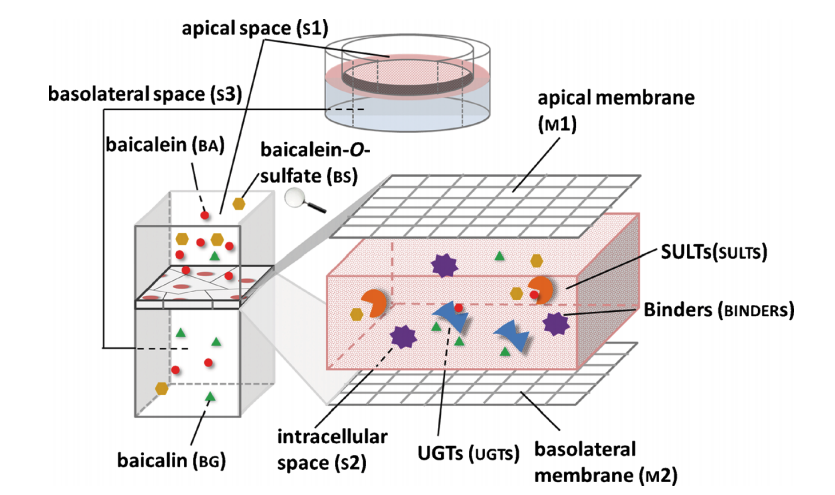 apical space (S1)
basolateral space (S3)
apical membrane
(M1)
baicalein (BA)
baicalein-O-
sulfate (BS)
SULTs(SULTs)
Binders (BINDERs)
intracellular
space (S2)
UGTs (UGTs)
basolateral
membrane (M2)
baicalin (BG)